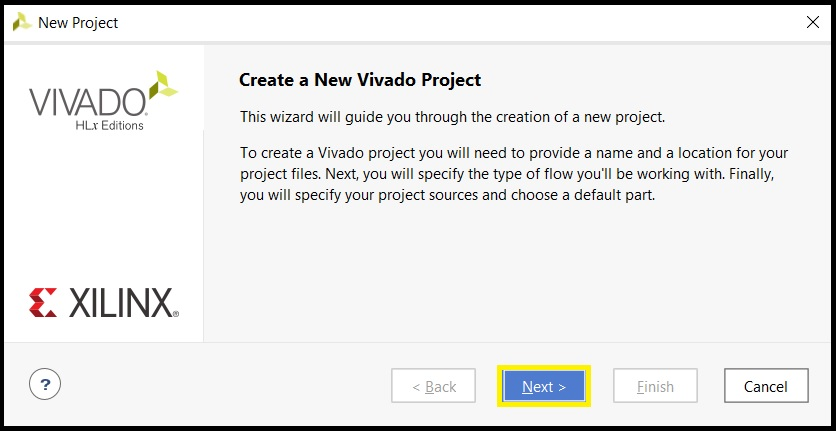 New Project
VIVADO.
HLx Editions
Create a New Vivado Project
This wizard will guide you through the creation of a new project.
To create a Vivado project you will need to provide a name and a location for your
project files. Next, you will specify the type of flow you'll be working with. Finally,
you will specify your project sources and choose a default part.
XILINX®
?
< Back
Next >
Finish
Cancel